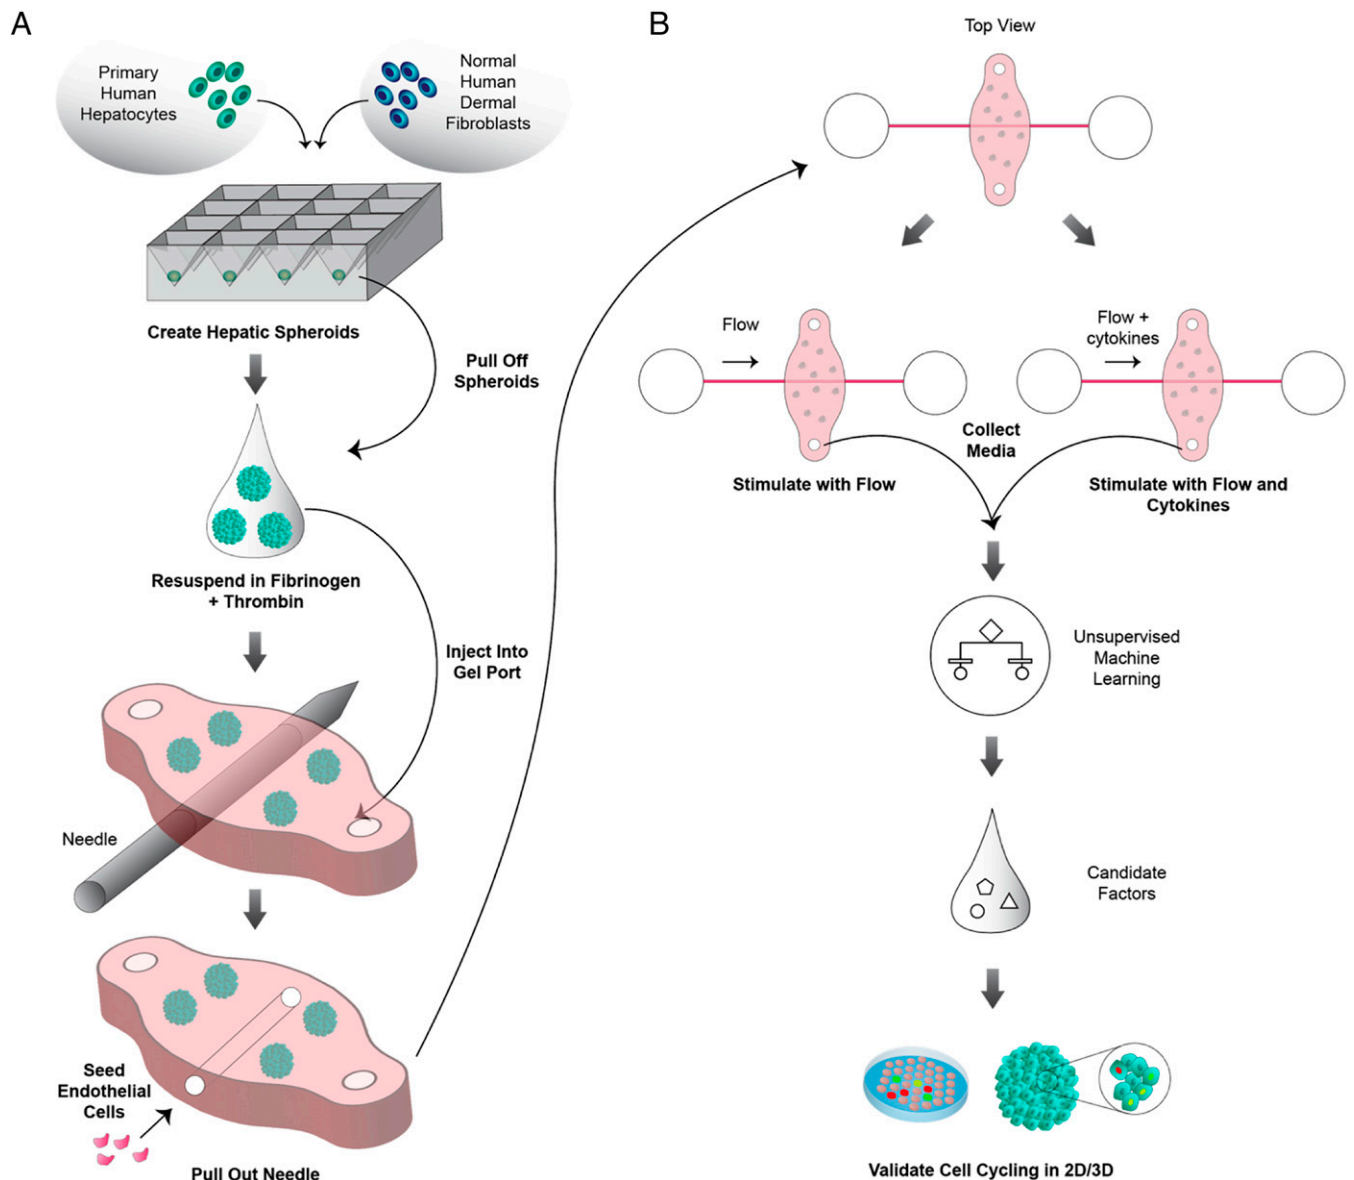 A
Primary
Human
Hepatocytes
Normal
Human
Dermal
Fibroblasts
Create Hepatic Spheroids
Pull Off
Spheroids
Resuspend in Fibrinogen
+ Thrombin
Inject Into
Gel Port
Needle
Seed
Endothelial
Cells
Pull Out Needle
B
Top View
Flow
Flow +
cytokines
Collect
Media
Stimulate with Flow
Stimulate with Flow and
Cytokines
Unsupervised
Machine
Learning
Candidate
Factors
Validate Cell Cycling in 2D/3D